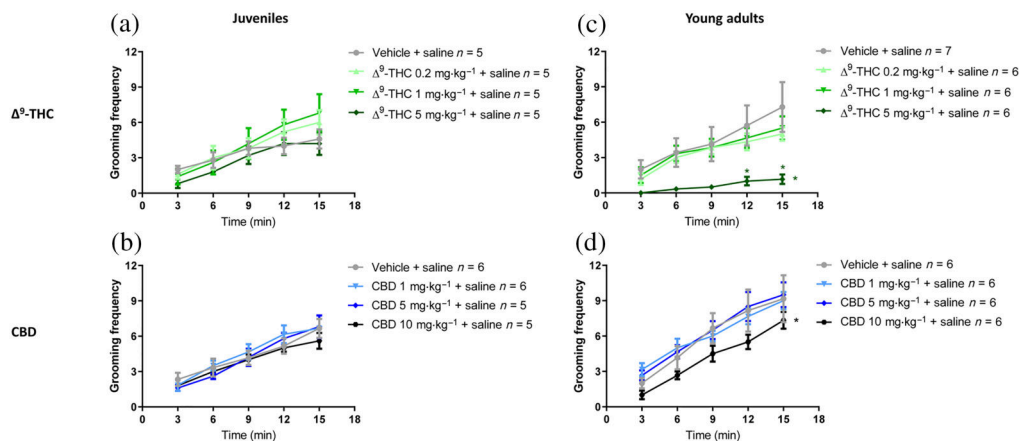 Juveniles
Young adults
Δ⁹-THC
CBD
(a)
Grooming frequency
12
9
6
3
0
0 3 6 9 12 15 18
Time (min)
Vehicle + saline n = 5
Δ⁹-THC 0.2 mg·kg⁻¹ + saline n = 5
Δ⁹-THC 1 mg·kg⁻¹ + saline n = 5
Δ⁹-THC 5 mg·kg⁻¹ + saline n = 5
(c)
Grooming frequency
12
9
6
3
0
0 3 6 9 12 15 18
Time (min)
* * *
Vehicle + saline n = 7
Δ⁹-THC 0.2 mg·kg⁻¹ + saline n = 6
Δ⁹-THC 1 mg·kg⁻¹ + saline n = 6
Δ⁹-THC 5 mg·kg⁻¹ + saline n = 6
(b)
Grooming frequency
12
9
6
3
0
0 3 6 9 12 15 18
Time (min)
Vehicle + saline n = 6
CBD 1 mg·kg⁻¹ + saline n = 6
CBD 5 mg·kg⁻¹ + saline n = 5
CBD 10 mg·kg⁻¹ + saline n = 5
(d)
Grooming frequency
12
9
6
3
0
0 3 6 9 12 15 18
Time (min)
*
Vehicle + saline n = 6
CBD 1 mg·kg⁻¹ + saline n = 6
CBD 5 mg·kg⁻¹ + saline n = 6
CBD 10 mg·kg⁻¹ + saline n = 6